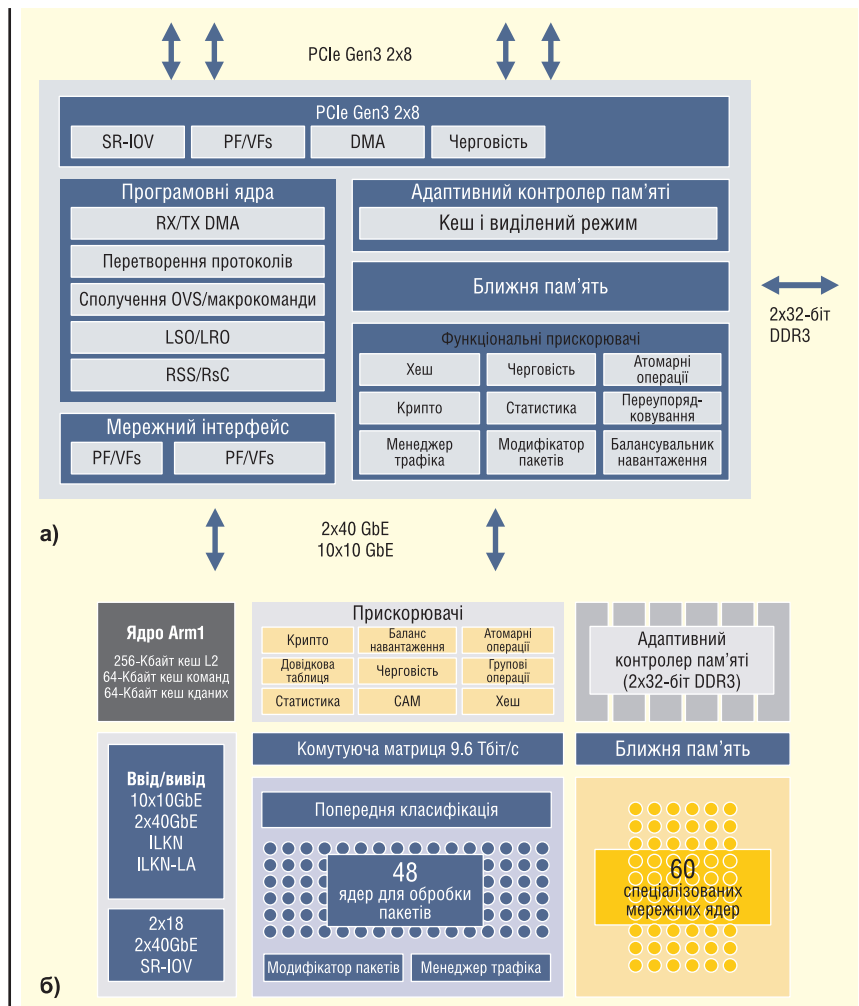 PCIe Gen3 2x8
PCIe Gen3 2x8
SR-IOV
PF/VFs
DMA
Черговість
Програмовні ядра
RX/TX DMA
Перетворення протоколів
Сполучення OVS/макрокоманди
LSO/LRO
RSS/RsC
Мережний інтерфейс
PF/VFs
PF/VFs
Адаптивний контролер пам'яті
Кеш і виділений режим
Ближня пам'ять
Функціональні прискорювачі
Хеш
Черговість
Атомарні
операції
Крипто
Статистика
Переупоряд-
ковування
Менеджер
трафіка
Модифікатор
пакетів
Балансувальник
навантаження
2х32-біт
DDR3
а)
2x40 GbE
10x10 GbE
Ядро Arm1
256-Кбайт кеш L2
64-Кбайт кеш команд
64-Кбайт кеш кданих
Прискорювачі
Крипто
Баланс
навантаження
Атомарні
операції
Довідкова
таблиця
Черговість
Групові
операції
Статистика
CAM
Хеш
Адаптивний
контролер пам'яті
(2х32-біт DDR3)
Ввід/вивід
10x10GbE
2x40GbE
ILKN
ILKN-LA
2x18
2x40GbE
SR-IOV
Комутуюча матриця 9.6 Тбіт/с
Попередня класифікація
48
ядер для обробки
пакетів
Модифікатор пакетів
Менеджер трафіка
Ближня пам'ять
60
спеціалізованих
мережних ядер
б)